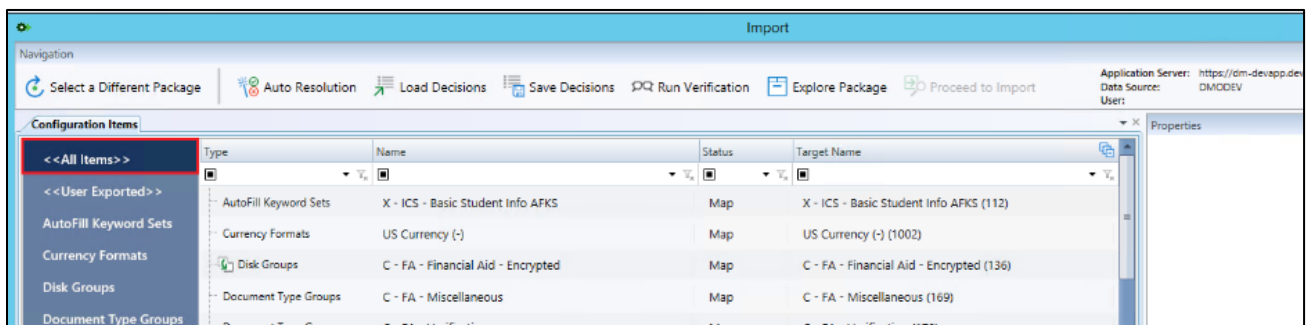 Import
Navigation
Select a Different Package Auto Resolution Load Decisions Save Decisions Run Verification Explore Package Proceed to Import
Application Server: https://dm-devapp.dev
Data Source: DMODEV
User:
Configuration Items
Properties
<<All Items>>
<<User Exported>>
AutoFill Keyword Sets
Currency Formats
Disk Groups
Document Type Groups
Type Name Status Target Name
AutoFill Keyword Sets X - ICS - Basic Student Info AFKS Map X - ICS - Basic Student Info AFKS (112)
Currency Formats US Currency (-) Map US Currency (-) (1002)
Disk Groups C - FA - Financial Aid - Encrypted Map C - FA - Financial Aid - Encrypted (136)
Document Type Groups C - FA - Miscellaneous Map C - FA - Miscellaneous (169)